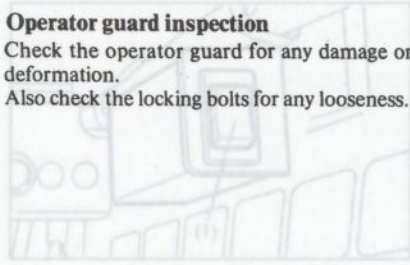 Operator guard inspection
Check the operator guard for any damage or
deformation.
Also check the locking bolts for any looseness.